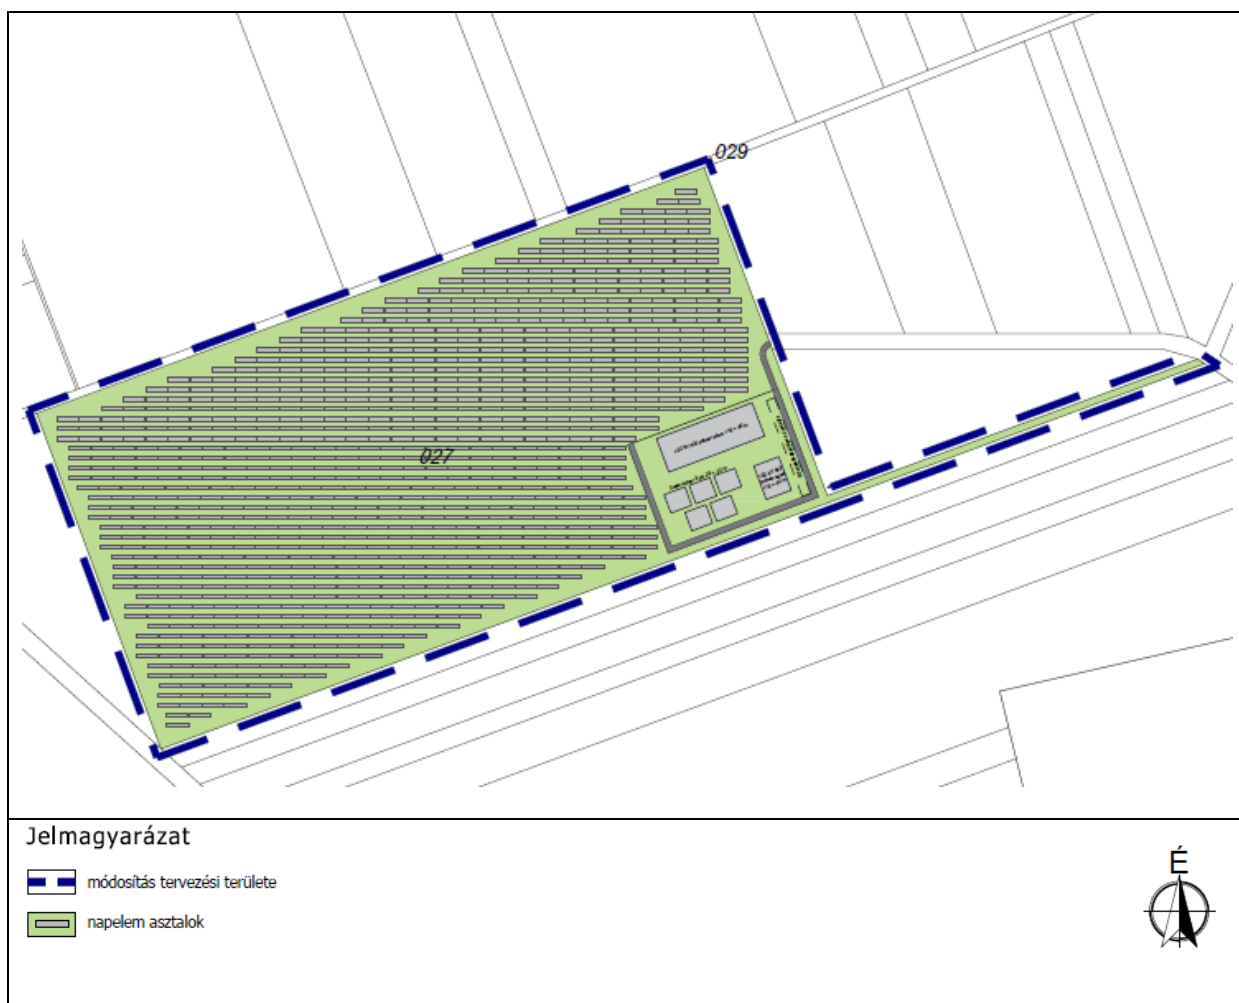 029
027
Jelmagyarázat
módosítás tervezési területe
napelem asztalok
É